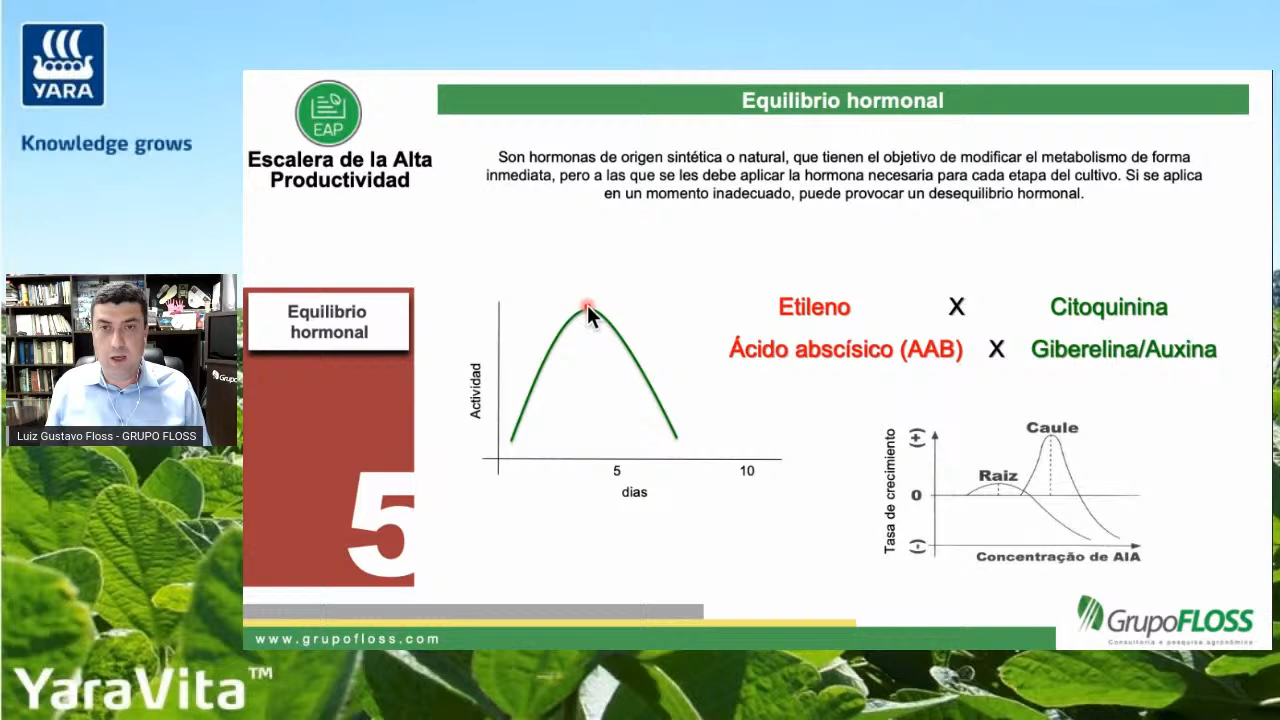 YARA
Knowledge grows
EAP
Escalera de la Alta
Productividad
Equilibrio hormonal
Son hormonas de origen sintética o natural, que tienen el objetivo de modificar el metabolismo de forma
inmediata, pero a las que se les debe aplicar la hormona necesaria para cada etapa del cultivo. Si se aplica
en un momento inadecuado, puede provocar un desequilibrio hormonal.
Equilibrio
hormonal
5
Grupo
Luiz Gustavo Floss - GRUPO FLOSS
Actividad
5
10
dias
Etileno X Citoquinina
Ácido abscísico (AAB) X Giberelina/Auxina
Tasa de crecimiento
(+)
0
(-)
Caule
Raiz
Concentração de AIA
GrupoFLOSS
Consultoria e pesquisa agronômica
www.grupofloss.com
YaraVita™